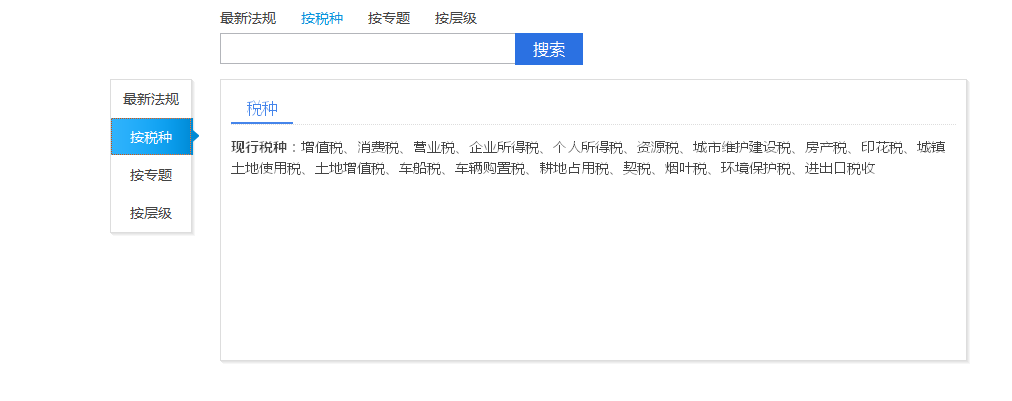 最新法规 按税种 按专题 按层级
搜索
最新法规
按税种
按专题
按层级
税种
现行税种：增值税、消费税、营业税、企业所得税、个人所得税、资源税、城市维护建设税、房产税、印花税、城镇
土地使用税、土地增值税、车船税、车辆购置税、耕地占用税、契税、烟叶税、环境保护税、进出口税收